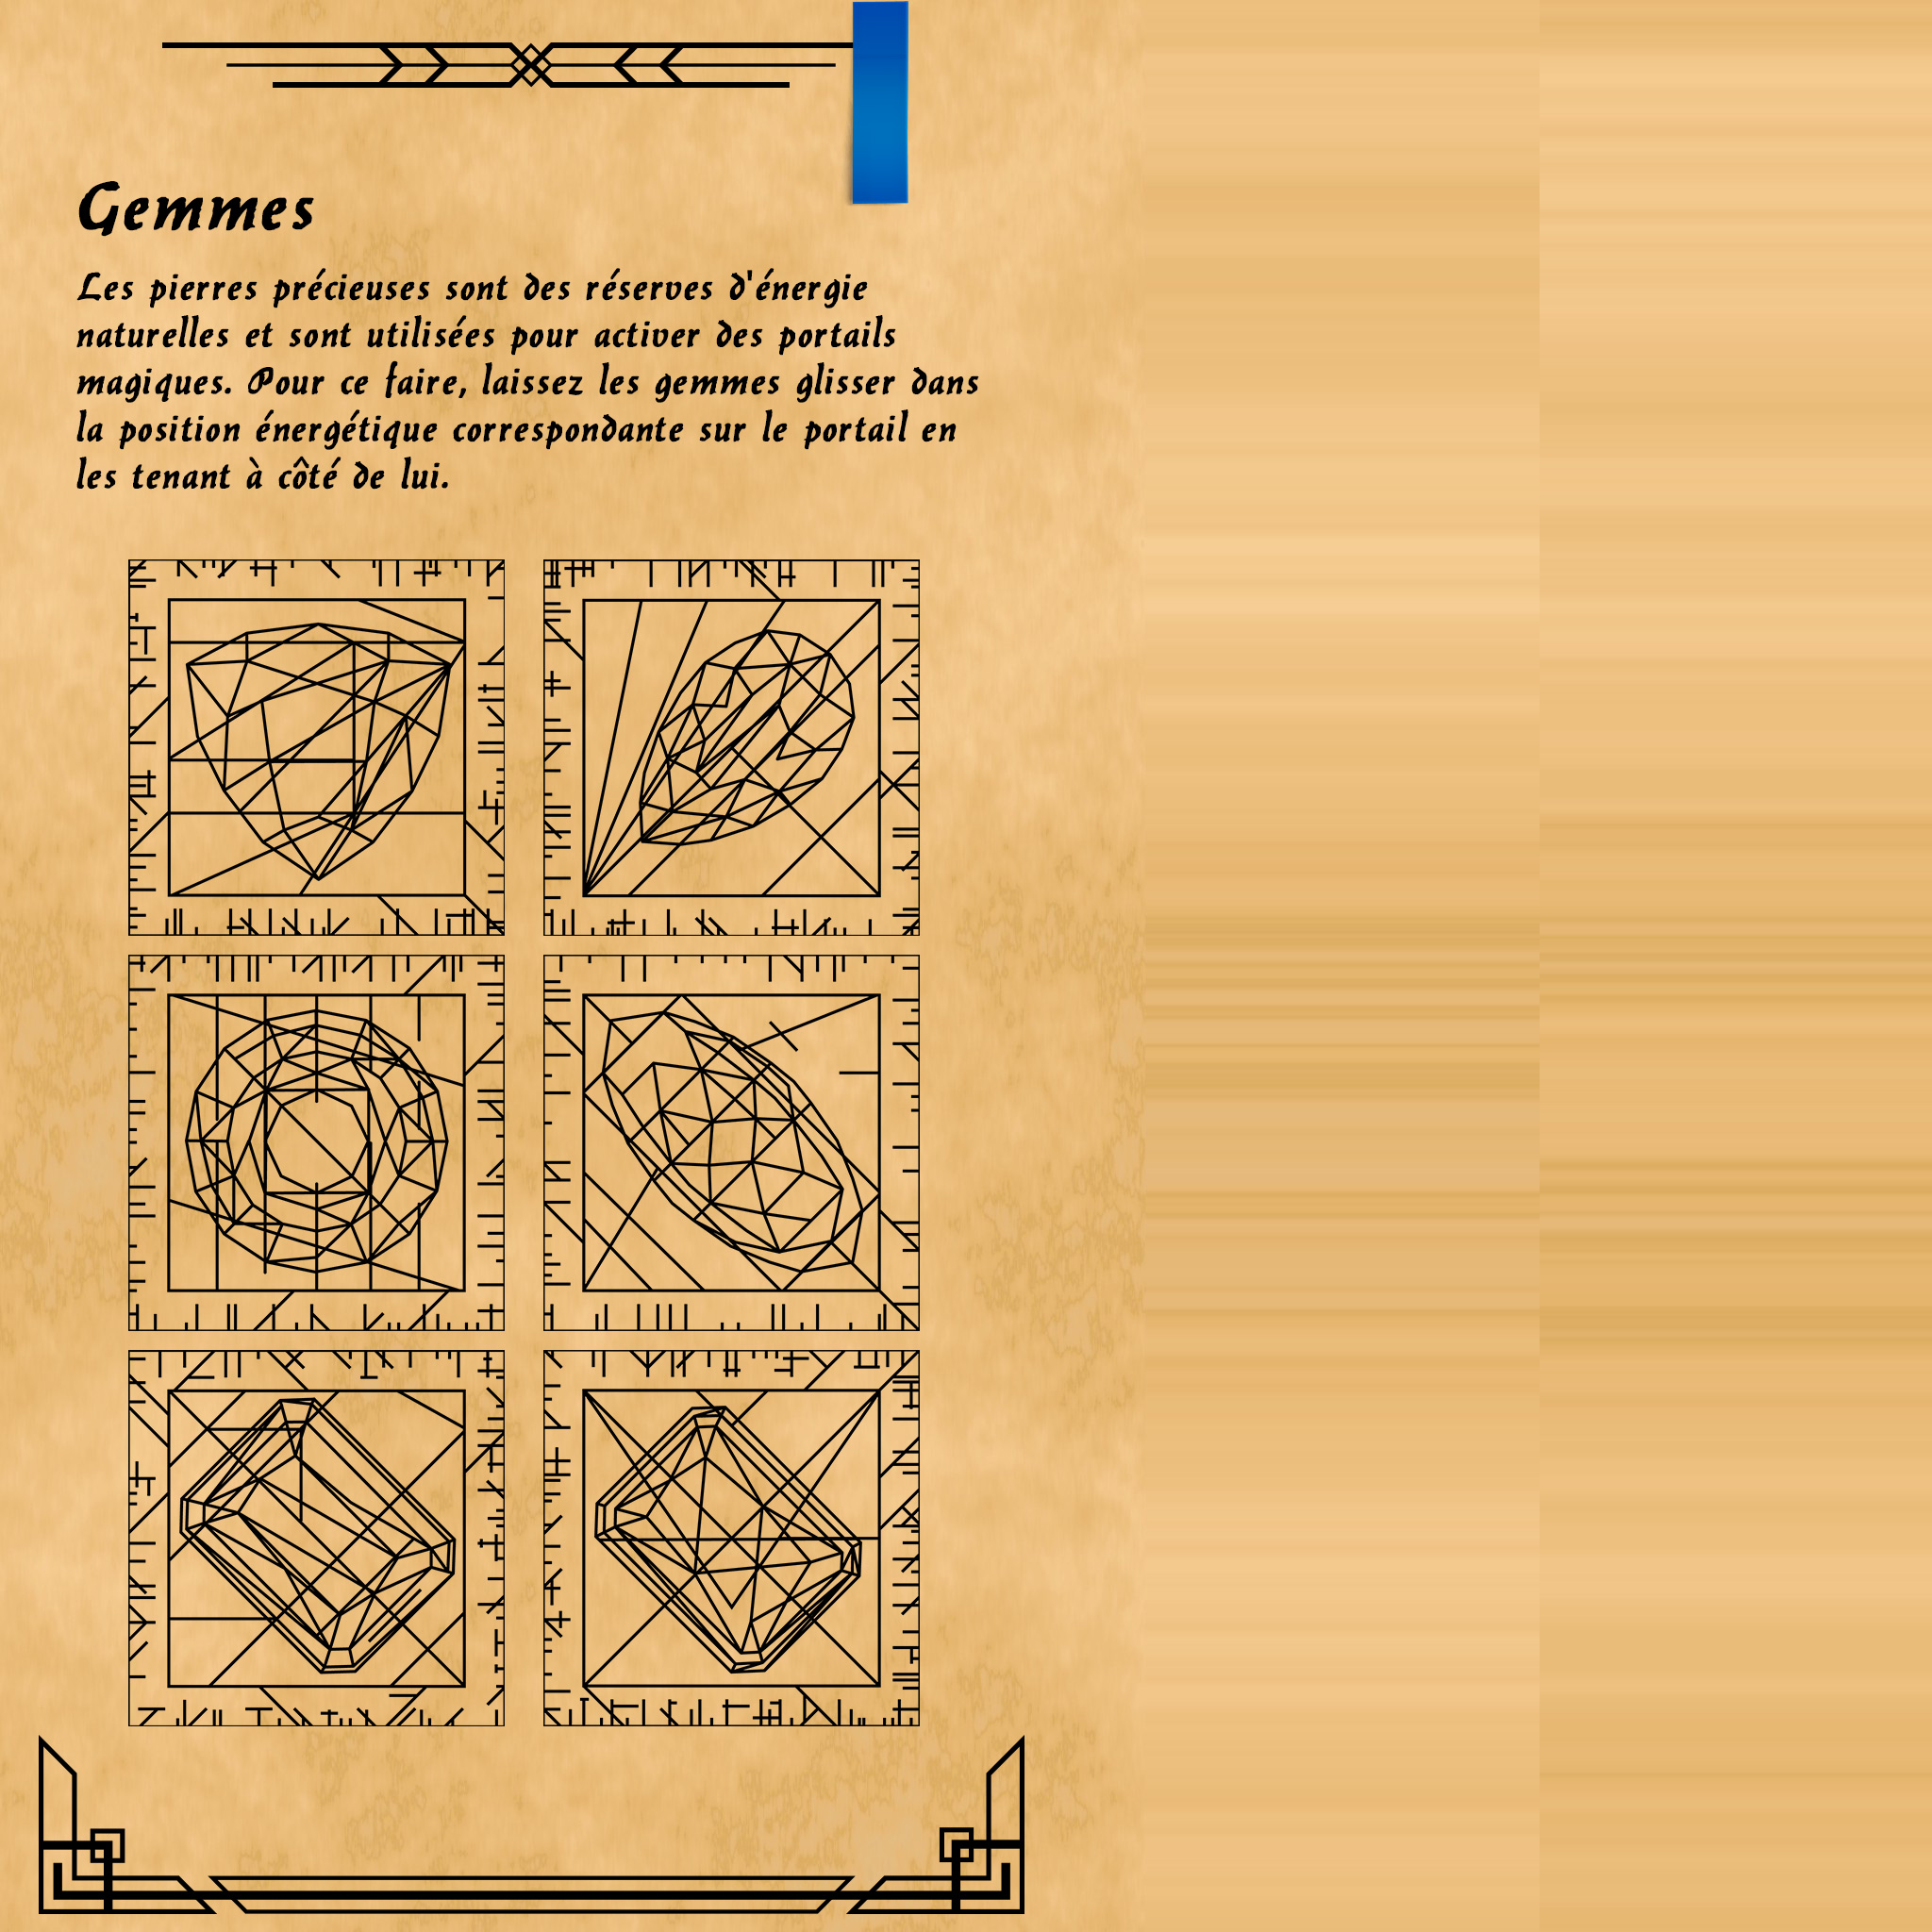 Gemmes
Les pierres précieuses sont des réserves d'énergie
naturelles et sont utilisées pour activer des portails
magiques. Pour ce faire, laissez les gemmes glisser dans
la position énergétique correspondante sur le portail en
les tenant à côté de lui.